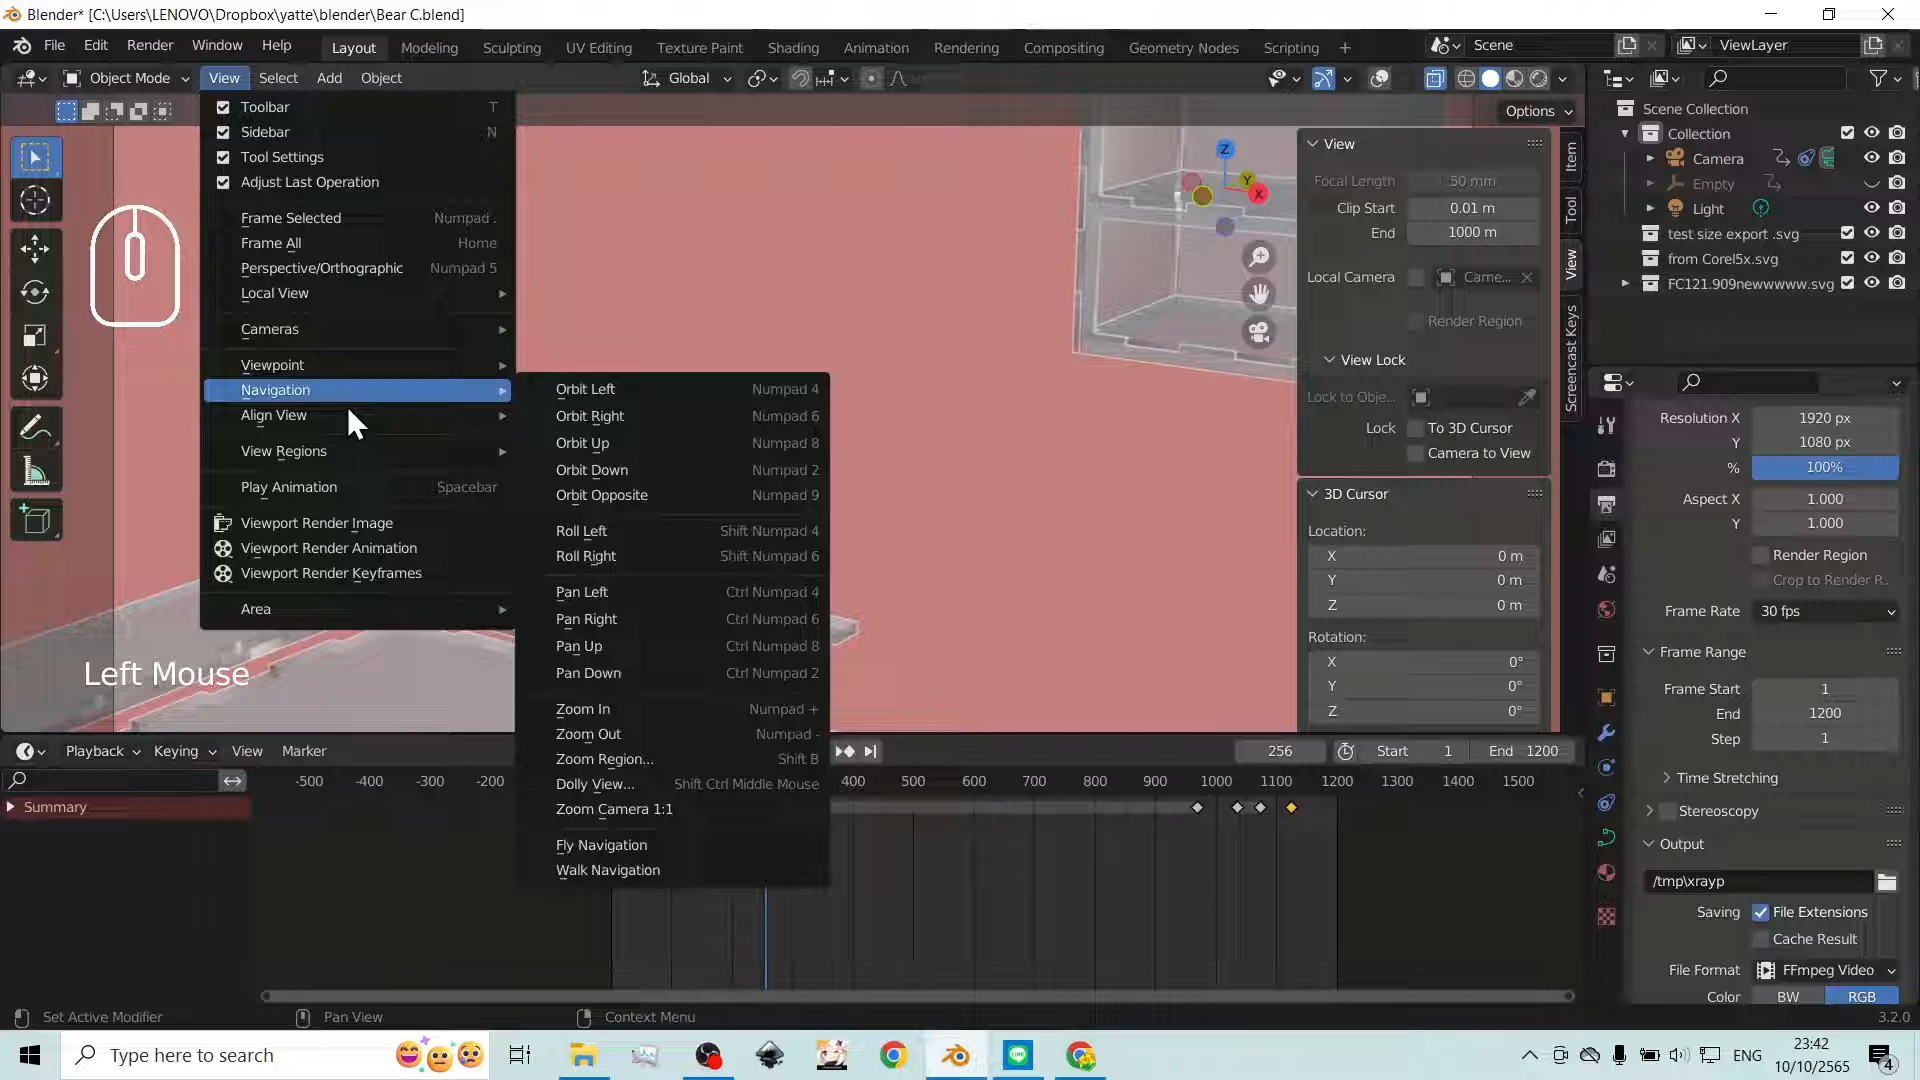 Blender* [C:\Users\LENOVO\Dropbox\yatte\blender\Bear C.blend]
File Edit Render Window Help Layout Modeling Sculpting UV Editing Texture Paint Shading Animation Rendering Compositing Geometry Nodes Scripting + Scene ViewLayer
Object Mode View Select Add Object Global
Options
Toolbar T
Sidebar N
Tool Settings
Adjust Last Operation
Frame Selected Numpad .
Frame All Home
Perspective/Orthographic Numpad 5
Local View
Cameras
Viewpoint
Navigation
Align View
View Regions
Play Animation Spacebar
Viewport Render Image
Viewport Render Animation
Viewport Render Keyframes
Area
Orbit Left Numpad 4
Orbit Right Numpad 6
Orbit Up Numpad 8
Orbit Down Numpad 2
Orbit Opposite Numpad 9
Roll Left Shift Numpad 4
Roll Right Shift Numpad 6
Pan Left Ctrl Numpad 4
Pan Right Ctrl Numpad 6
Pan Up Ctrl Numpad 8
Pan Down Ctrl Numpad 2
Zoom In Numpad +
Zoom Out Numpad -
Zoom Region... Shift B
Dolly View... Shift Ctrl Middle Mouse
Zoom Camera 1:1
Fly Navigation
Walk Navigation
Left Mouse
Z
Y
X
View
Focal Length 50 mm
Clip Start 0.01 m
End 1000 m
Local Camera Came...
Render Region
View Lock
Lock to Obje...
Lock To 3D Cursor
Camera to View
3D Cursor
Location:
X 0 m
Y 0 m
Z 0 m
Rotation:
X 0°
Y 0°
Z 0°
Item
Tool
View
Screencast Keys
Scene Collection
Collection
Camera
Empty
Light
test size export .svg
from Corel5x.svg
FC121.909newwwww.svg
Resolution X 1920 px
Y 1080 px
% 100%
Aspect X 1.000
Y 1.000
Render Region
Crop to Render R..
Frame Rate 30 fps
Frame Range
Frame Start 1
End 1200
Step 1
Time Stretching
Stereoscopy
Output
/tmp\xrayp
Saving File Extensions
Cache Result
File Format FFmpeg Video
Color BW RGB
Playback Keying View Marker 256 Start 1 End 1200
-500 -400 -300 -200 400 500 600 700 800 900 1000 1100 1200 1300 1400 1500
Summary
Set Active Modifier Pan View Context Menu 3.2.0
Type here to search ENG 23:42
10/10/2565 4